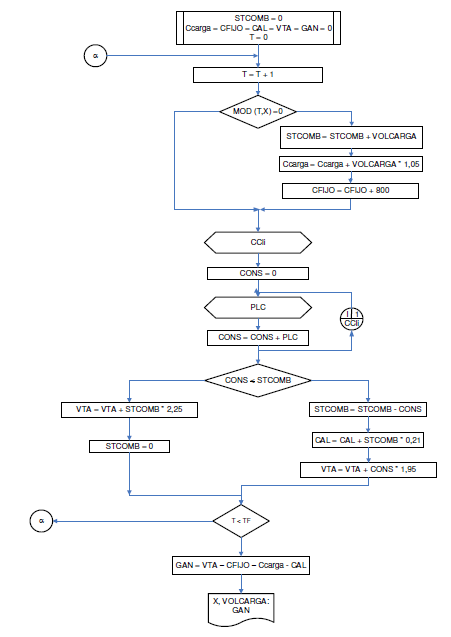 STCOMB = 0
Ccarga = CFIJO = CAL = VTA = GAN = 0
T = 0
α
T = T + 1
MOD (T,X) =0
STCOMB = STCOMB + VOLCARGA
Ccarga = Ccarga + VOLCARGA * 1,05
CFIJO = CFIJO + 800
CCli
CONS = 0
PLC
I 1
CCli
CONS = CONS + PLC
CONS < STCOMB
VTA = VTA + STCOMB * 2,25
STCOMB = STCOMB - CONS
STCOMB = 0
CAL = CAL + STCOMB * 0,21
VTA = VTA + CONS * 1,95
α
T < TF
GAN = VTA – CFIJO – Ccarga - CAL
X, VOLCARGA:
GAN